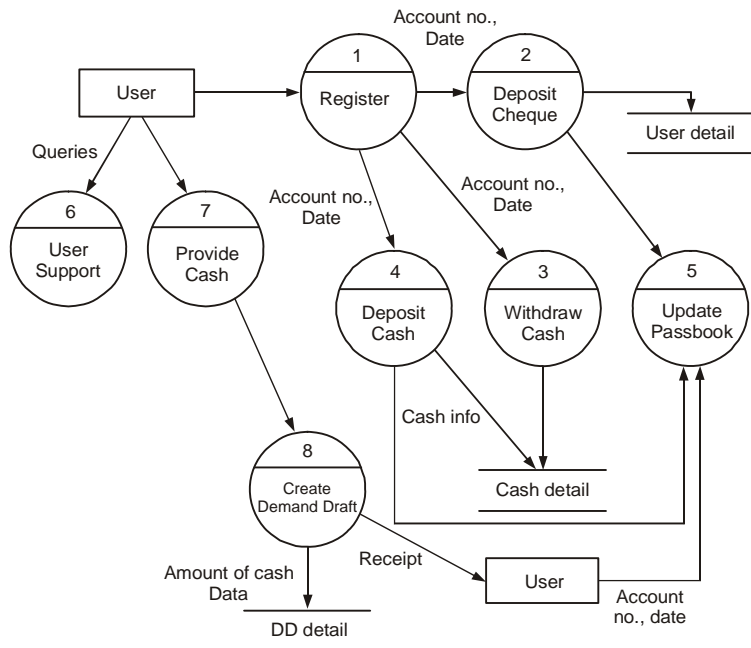 Account no.,
Date
1
Register
2
Deposit
Cheque
User
User detail
Queries
Account no.,
Date
Account no.,
Date
6
User
Support
7
Provide
Cash
4
Deposit
Cash
3
Withdraw
Cash
5
Update
Passbook
Cash info
8
Create
Demand Draft
Cash detail
Receipt
Amount of cash
Data
User
Account
no., date
DD detail